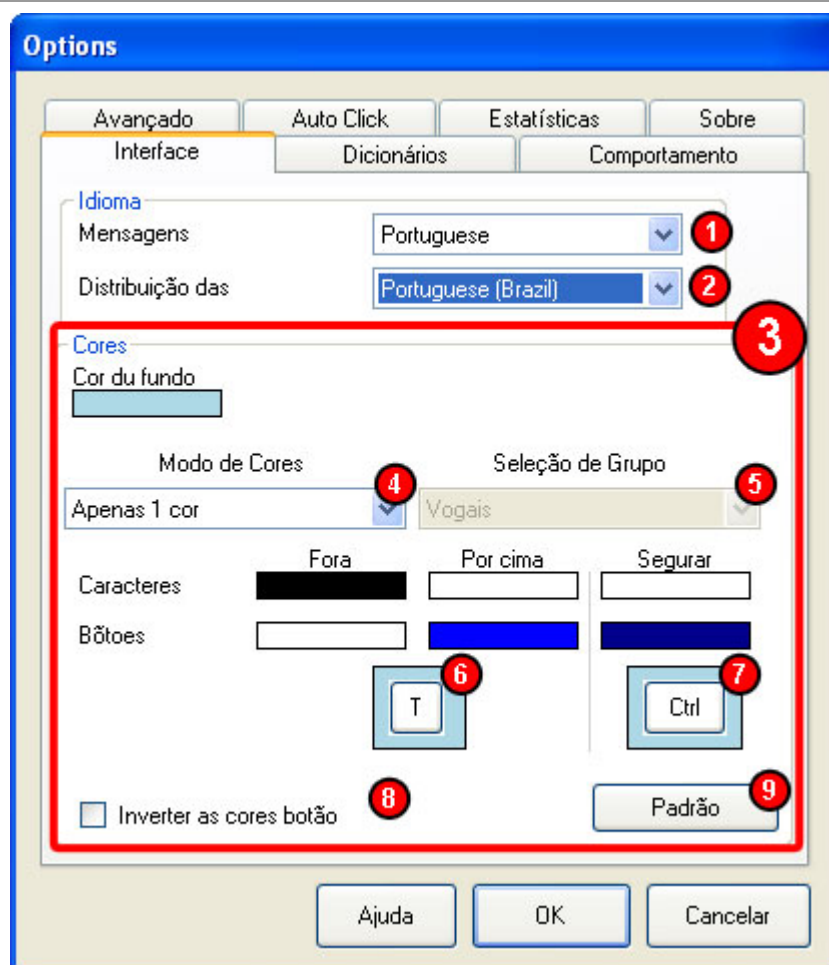 Options
Avançado Auto Click Estatísticas Sobre
Interface Dicionários Comportamento
Idioma
Mensagens Portuguese 1
Distribuição das Portuguese (Brazil) 2
3
Cores
Cor du fundo
Modo de Cores Seleção de Grupo
Apenas 1 cor 4 Vogais 5
Fora Por cima Segurar
Caracteres
Bõtoes
T 6 Ctrl 7
Inverter as cores botão 8 Padrão 9
Ajuda OK Cancelar